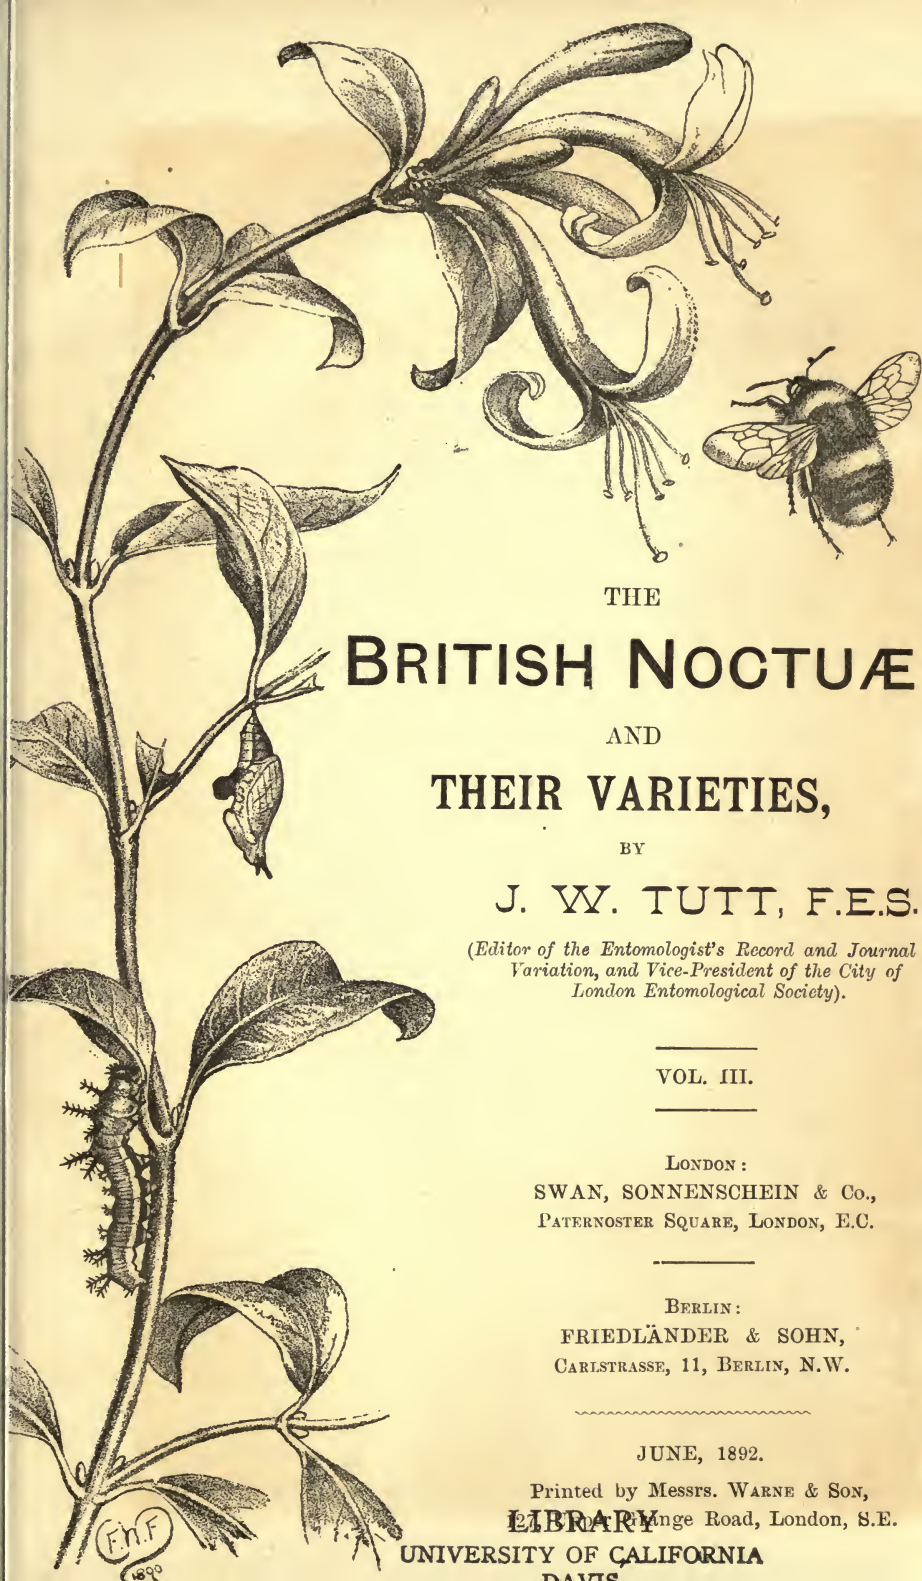 THE
BRITISH NOCTUÆ
AND
THEIR VARIETIES,
BY
J. W. TUTT, F.E.S.
(Editor of the Entomologist's Record and Journal
Variation, and Vice-President of the City of
London Entomological Society).
VOL. III.
LONDON:
SWAN, SONNENSCHEIN & Co.,
PATERNOSTER SQUARE, LONDON, E.C.
BERLIN:
FRIEDLÄNDER & SOHN,
CARLSTRASSE, 11, BERLIN, N.W.
JUNE, 1892.
Printed by Messrs. WARNE & SON,
Road, London, S.E.
LIBRARY
UNIVERSITY OF CALIFORNIA
DAVIS
F.N.F
1890